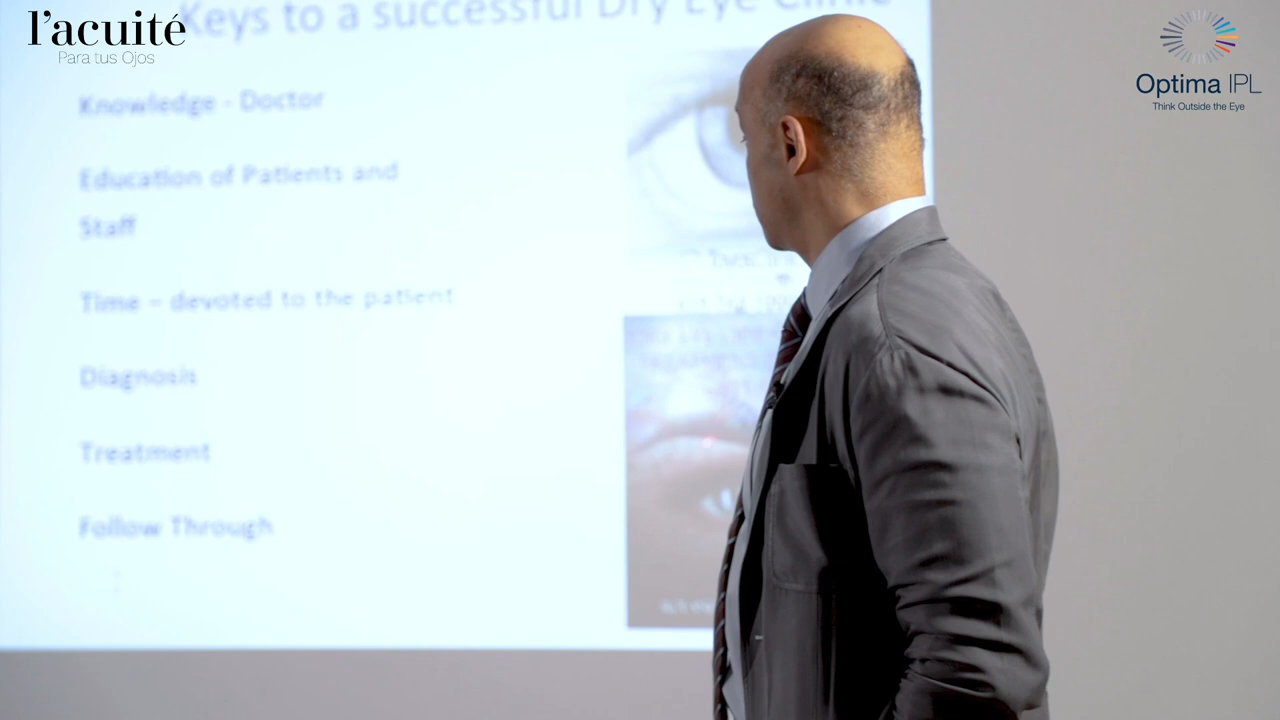 l'acuité
Para tus Ojos
Optima IPL
Think Outside the Eye
Keys to a successful Dry Eye Clinic
Knowledge - Doctor
Education of Patients and
Staff
Time – devoted to the patient
Diagnosis
Treatment
Follow Through